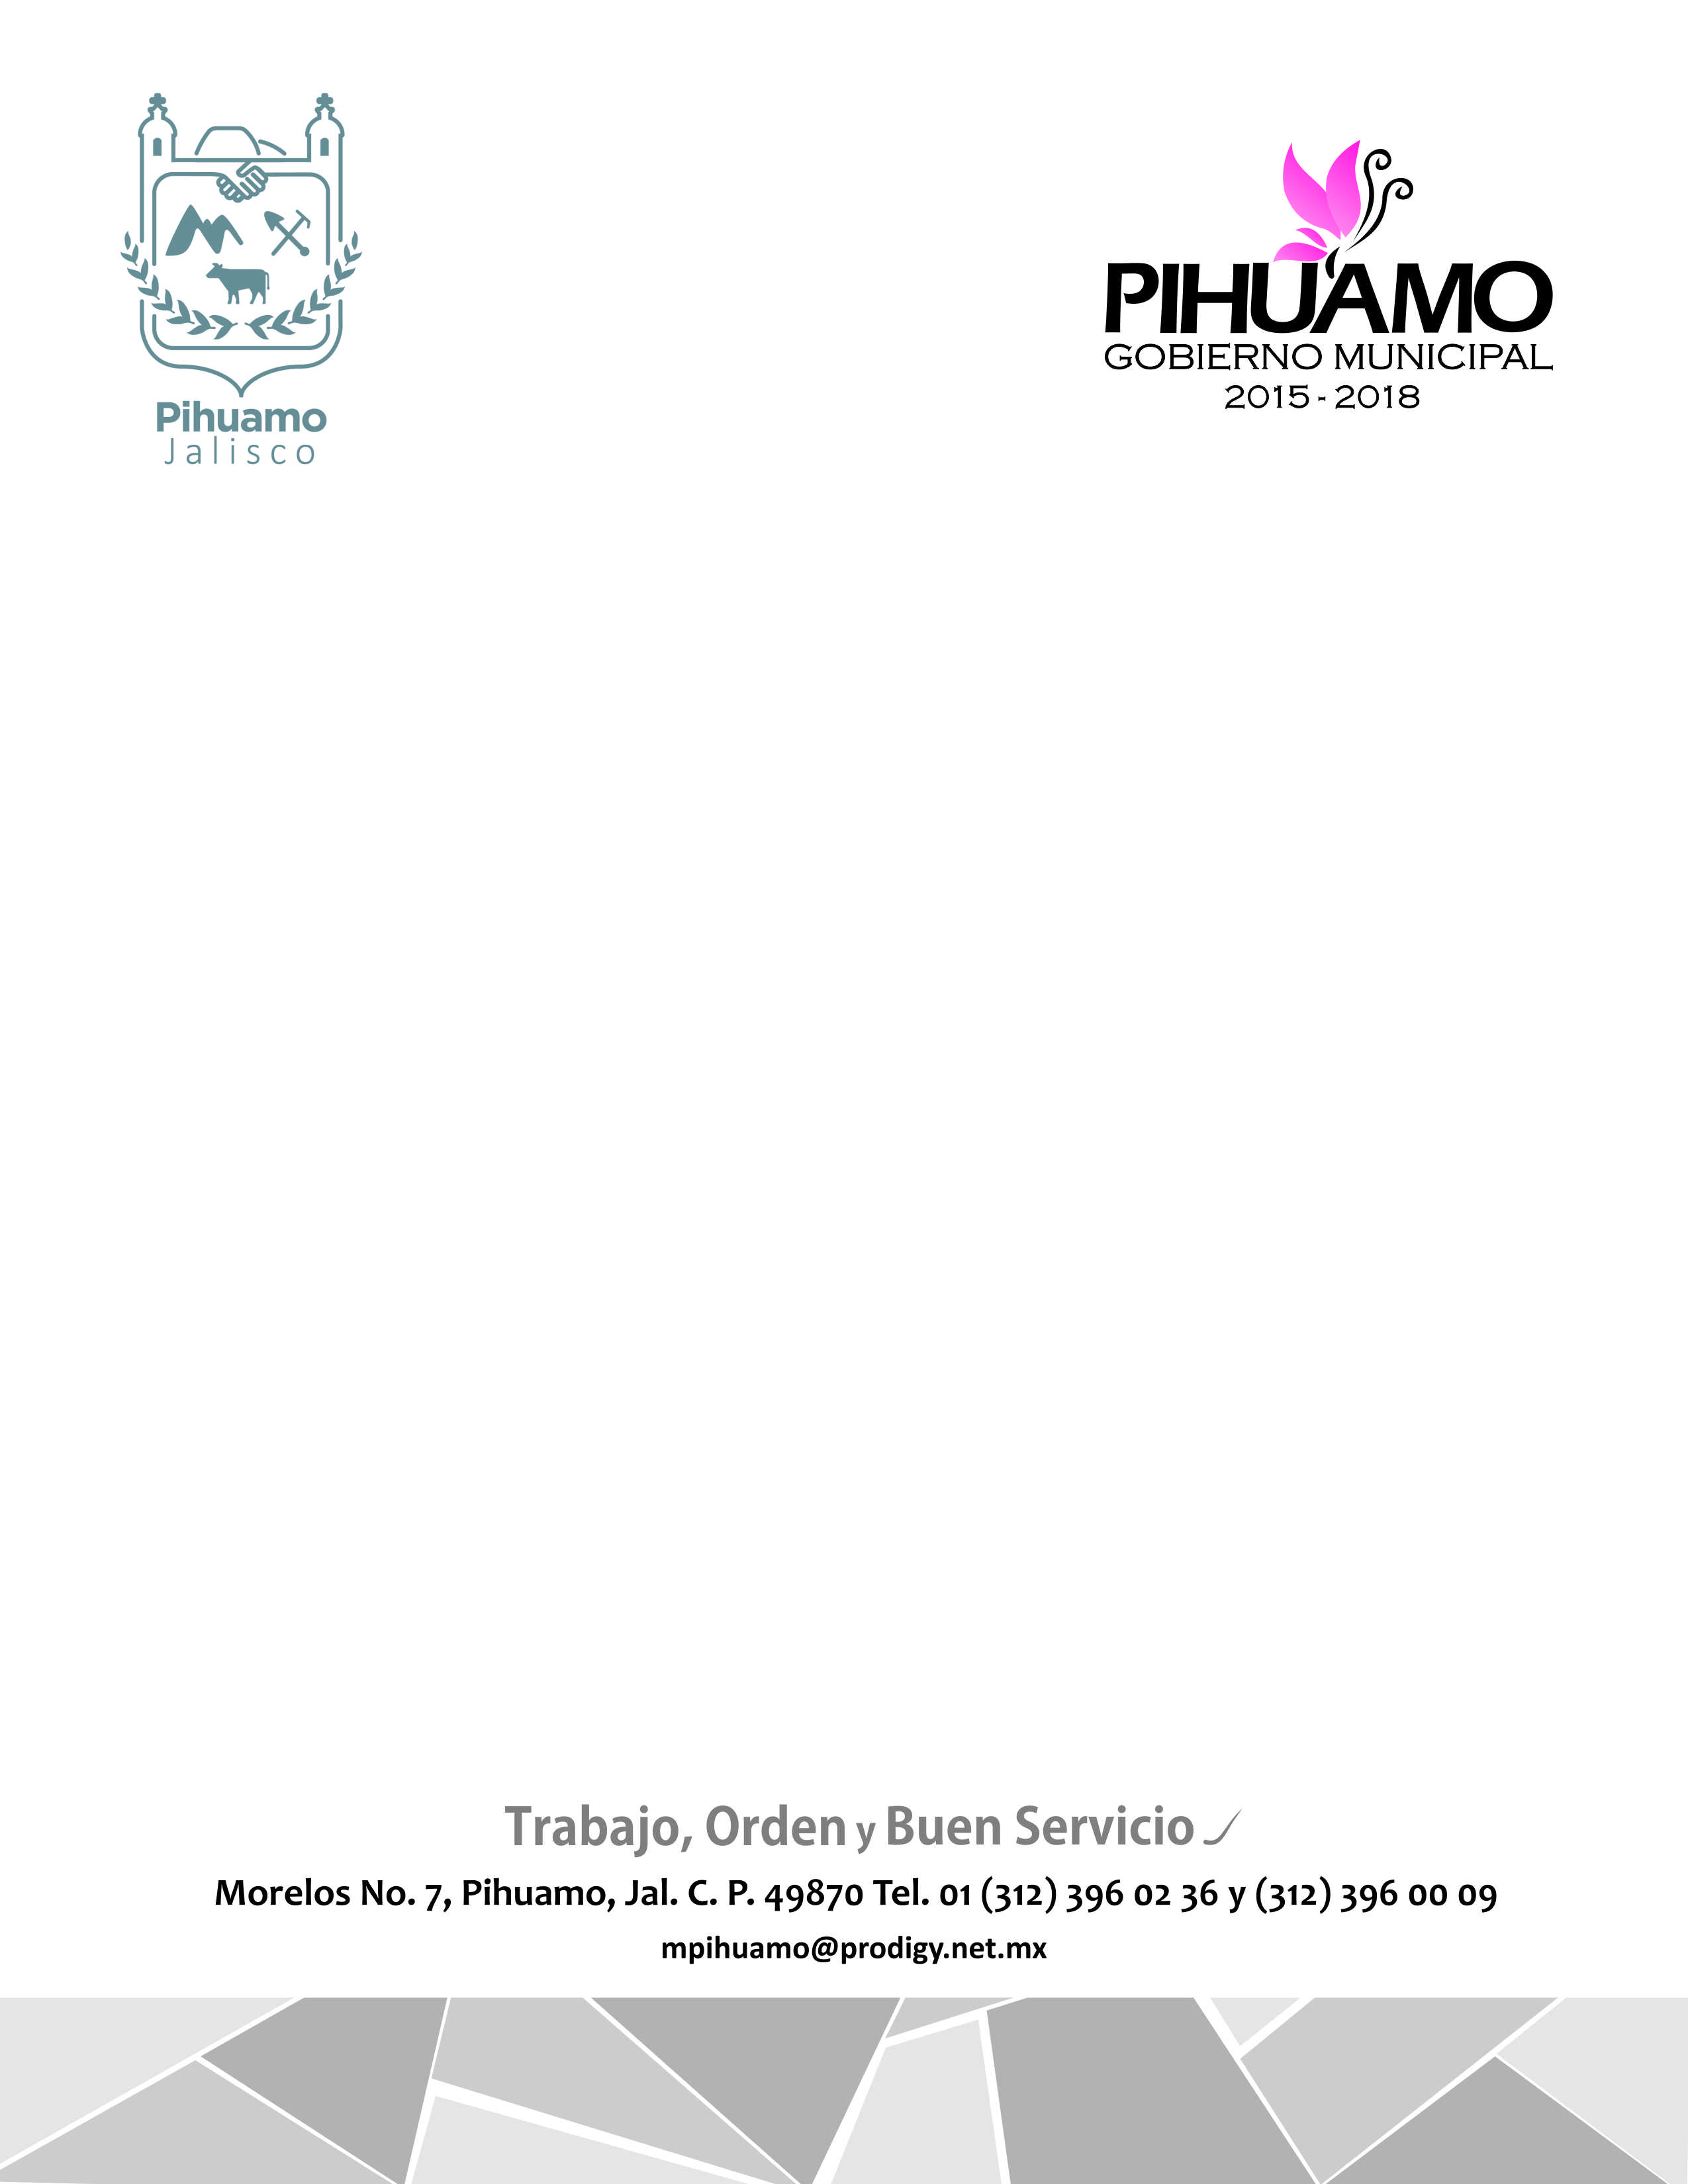 Pihuamo
Jalisco
PIHUAMO
GOBIERNO MUNICIPAL
2015 - 2018
Trabajo, Orden y Buen Servicio
Morelos No. 7, Pihuamo, Jal. C. P. 49870 Tel. 01 (312) 396 02 36 y (312) 396 00 09
mpihuamo@prodigy.net.mx